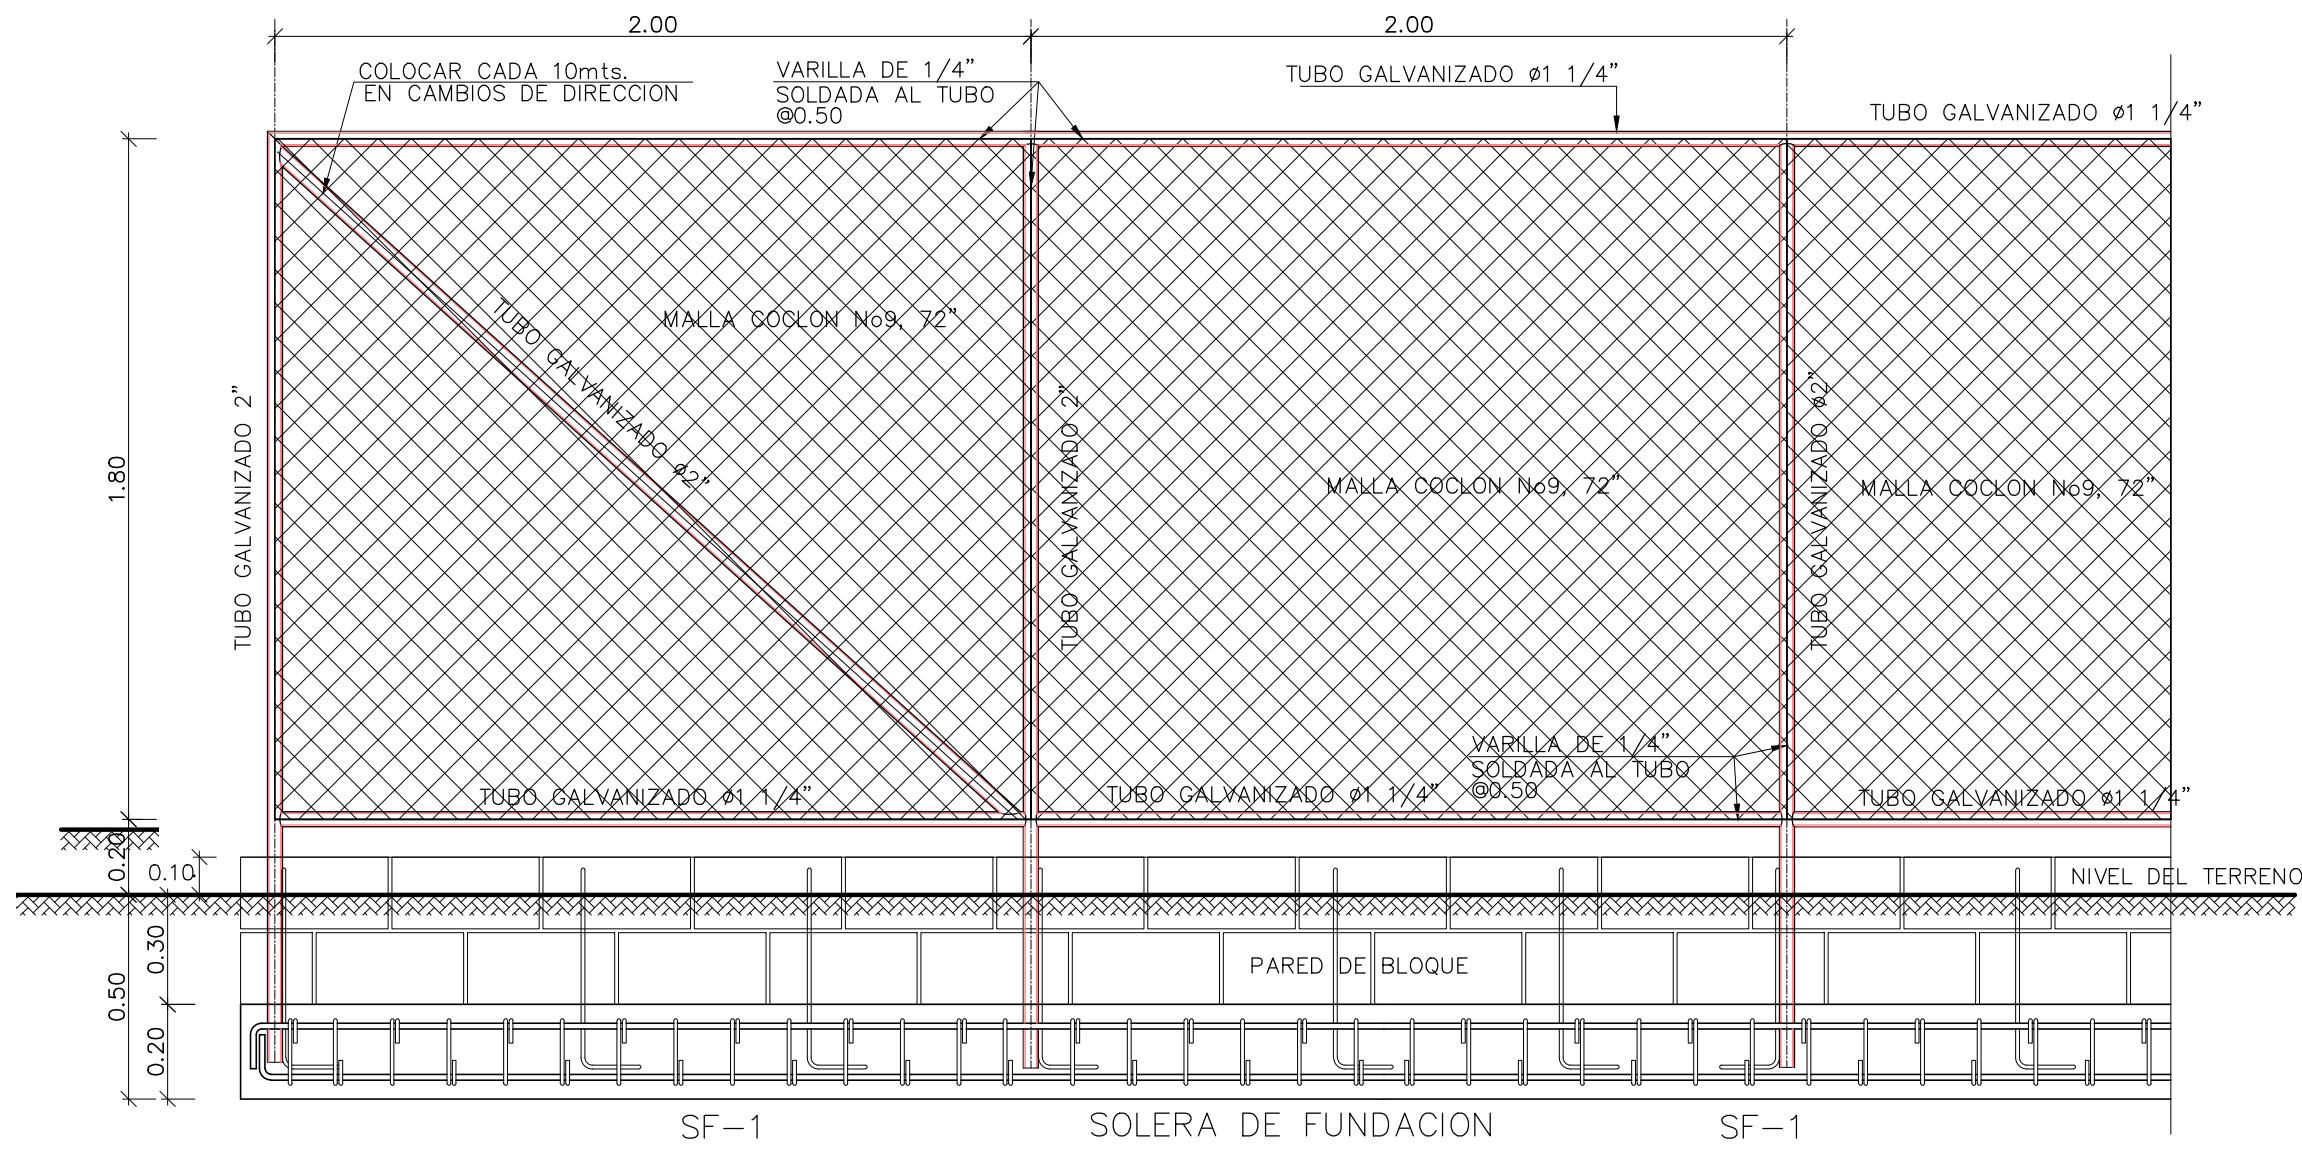 2.00
2.00
COLOCAR CADA 10mts.
EN CAMBIOS DE DIRECCION
VARILLA DE 1/4"
SOLDADA AL TUBO
@0.50
TUBO GALVANIZADO ø1 1/4"
TUBO GALVANIZADO ø1 1/4"
1.80
TUBO GALVANIZADO 2"
TUBO GALVANIZADO ø2"
MALLA COCLON No9, 72"
TUBO GALVANIZADO 2"
MALLA COCLON No9, 72"
TUBO GALVANIZADO ø2"
MALLA COCLON No9, 72"
VARILLA DE 1/4"
SOLDADA AL TUBO
@0.50
TUBO GALVANIZADO ø1 1/4"
TUBO GALVANIZADO ø1 1/4"
TUBO GALVANIZADO ø1 1/4"
0.20
0.10
NIVEL DEL TERRENO
0.30
PARED DE BLOQUE
0.50
0.20
SF-1
SOLERA DE FUNDACION
SF-1